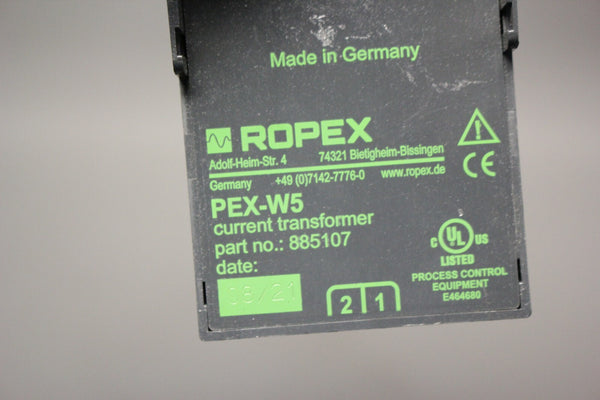 Made in Germany
ROPEX
Adolf-Heim-Str. 4 74321 Bietigheim-Bissingen
Germany +49 (0)7142-7776-0 www.ropex.de
CE
PEX-W5
current transformer
part no.: 885107
date:
08/21
2 1
C UL US
LISTED
PROCESS CONTROL
EQUIPMENT
E464680